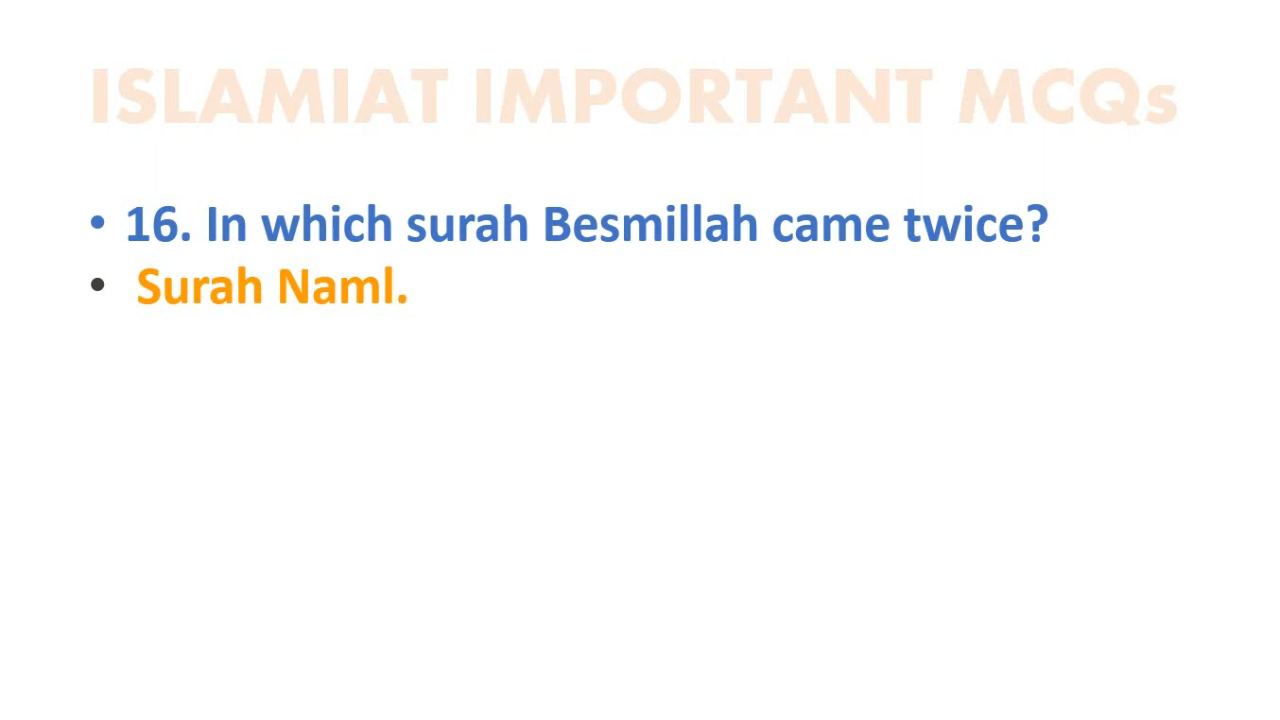 ISLAMIAT IMPORTANT MCQs
• 16. In which surah Besmillah came twice?
• Surah Naml.